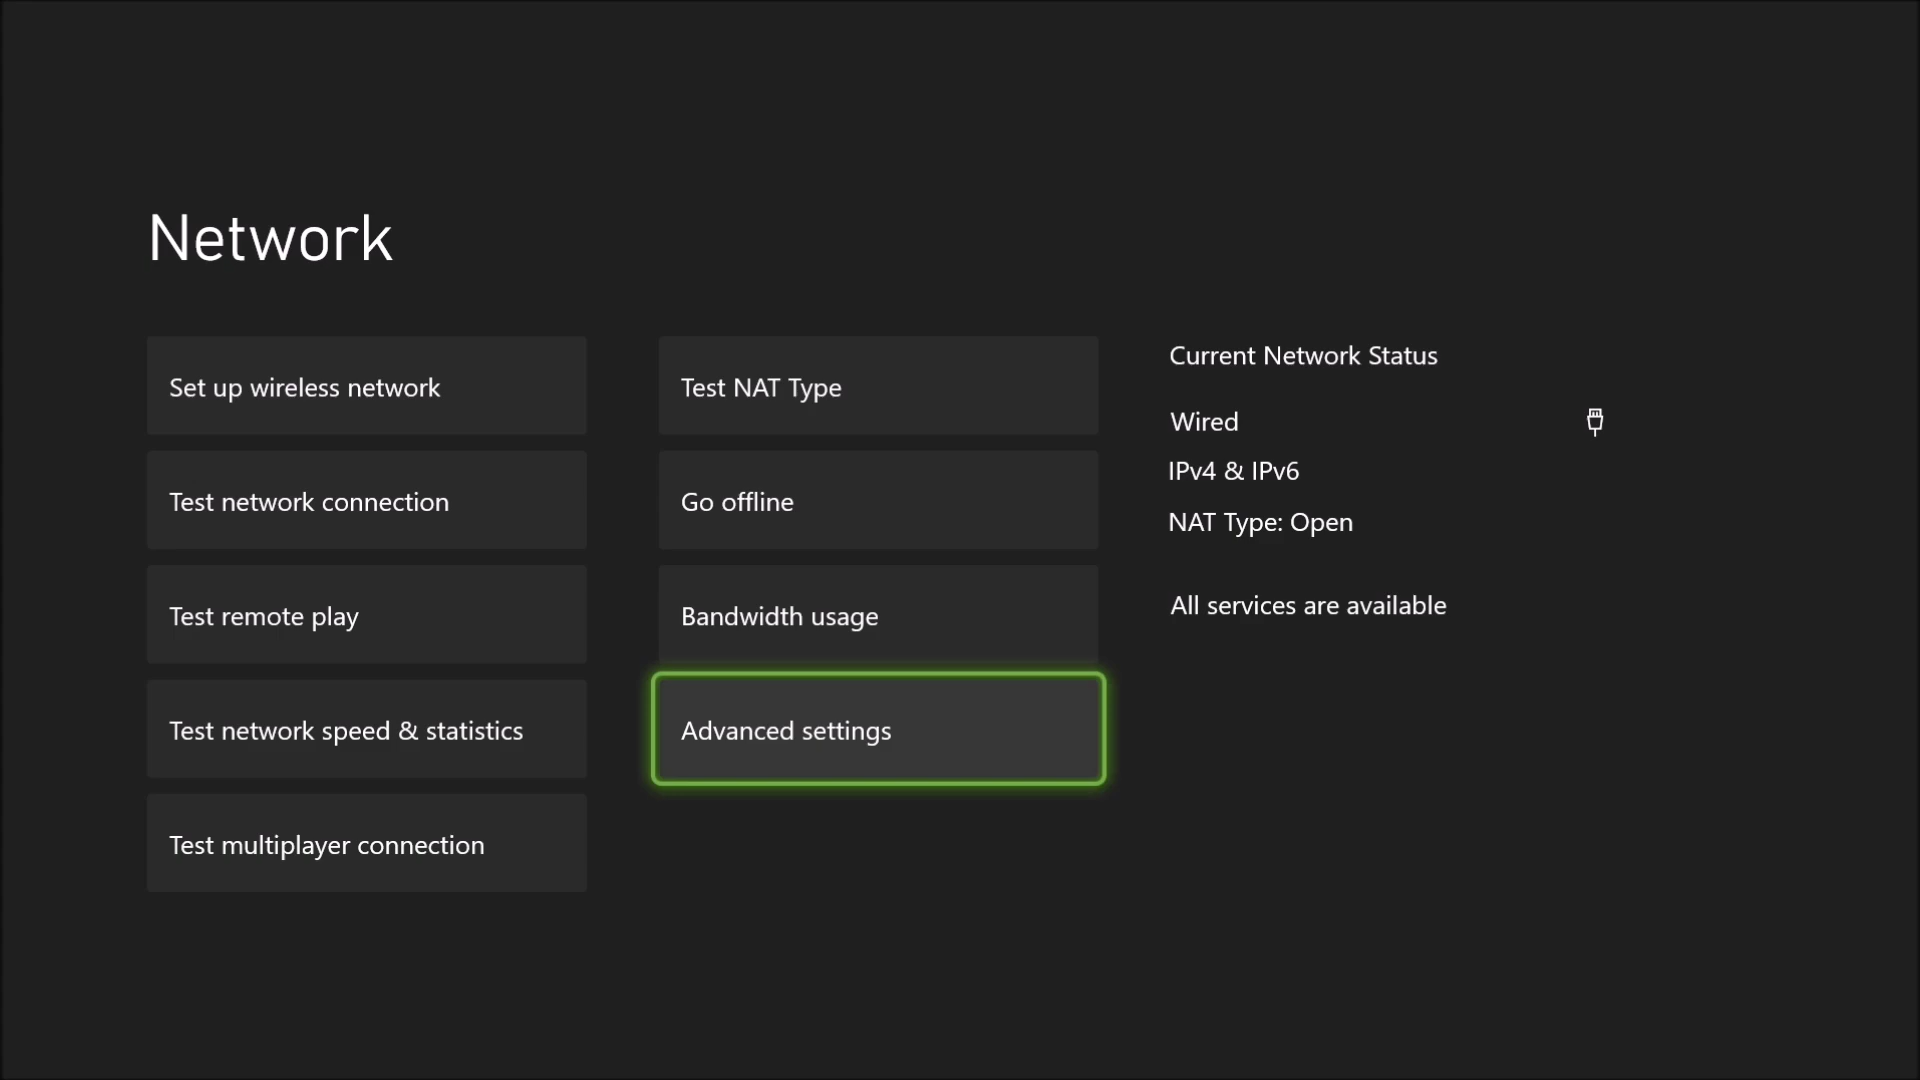 Network
Set up wireless network
Test network connection
Test remote play
Test network speed & statistics
Test multiplayer connection
Test NAT Type
Go offline
Bandwidth usage
Advanced settings
Current Network Status
Wired
IPv4 & IPv6
NAT Type: Open
All services are available